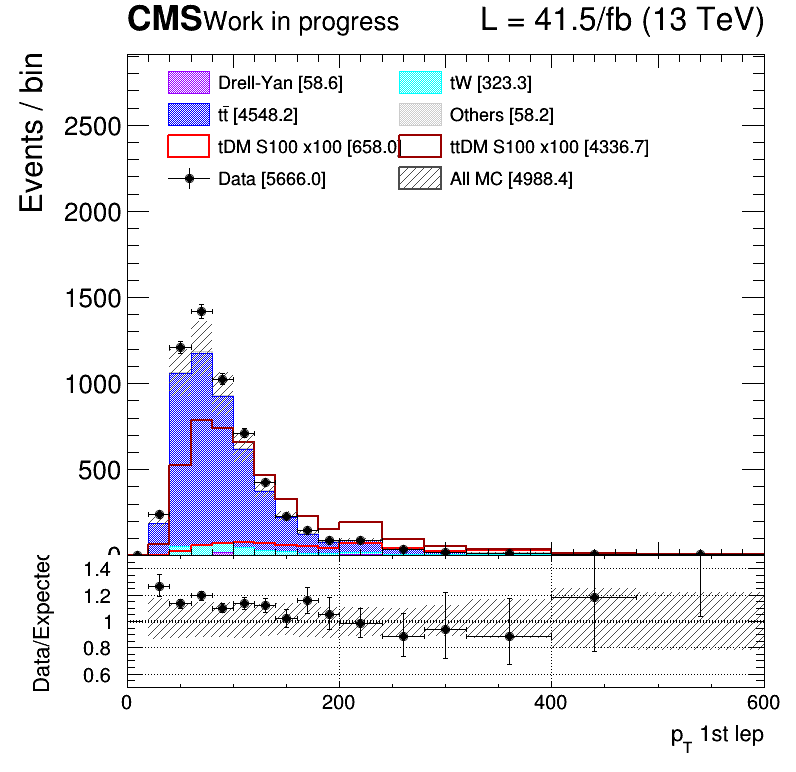 CMS Work in progress L = 41.5/fb (13 TeV)
Events / bin
Drell-Yan [58.6] tW [323.3]
tt̄ [4548.2] Others [58.2]
tDM S100 x100 [658.0] ttDM S100 x100 [4336.7]
Data [5666.0] All MC [4988.4]
2500
2000
1500
1000
500
0
Data/Expected
1.4
1.2
1
0.8
0.6
0 200 400 600
p_T 1st lep